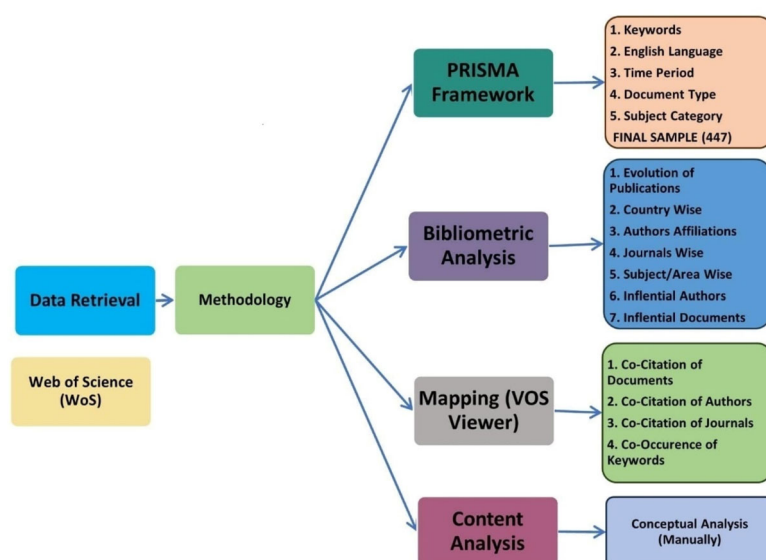 PRISMA
Framework
1. Keywords
2. English Language
3. Time Period
4. Document Type
5. Subject Category
FINAL SAMPLE (447)
Bibliometric
Analysis
1. Evolution of
Publications
2. Country Wise
3. Authors Affiliations
4. Journals Wise
5. Subject/Area Wise
6. Inflential Authors
7. Inflential Documents
Data Retrieval
Methodology
Web of Science
(WoS)
Mapping (VOS
Viewer)
1. Co-Citation of
Documents
2. Co-Citation of Authors
3. Co-Citation of Journals
4. Co-Occurence of
Keywords
Content
Analysis
Conceptual Analysis
(Manually)